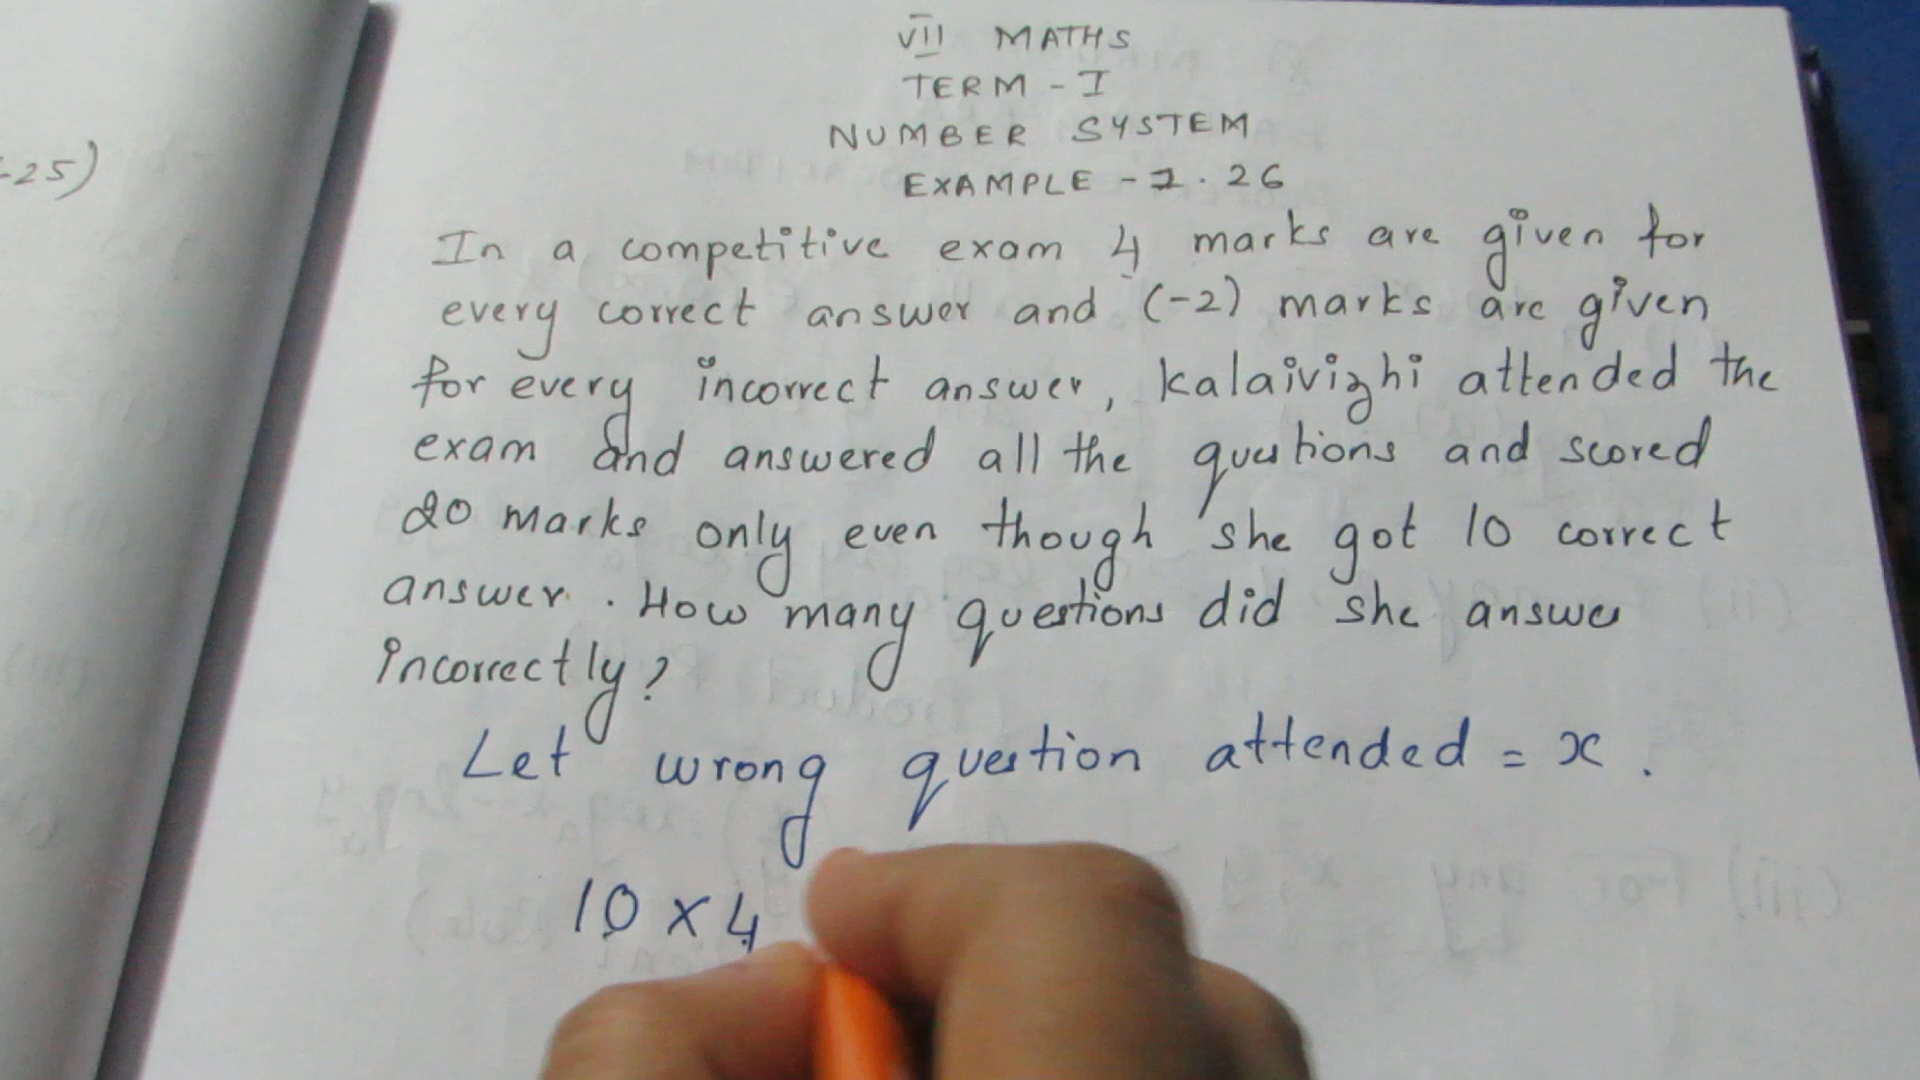 -25)
VII MATHS
TERM - I
NUMBER SYSTEM
EXAMPLE - 1.26
In a competitive exam 4 marks are given for
every correct answer and (-2) marks are given
for every incorrect answer, Kalaivizhi attended the
exam and answered all the questions and scored
20 marks only even though she got 10 correct
answer. How many questions did she answer
incorrectly?
Let wrong question attended = x.
10 x 4